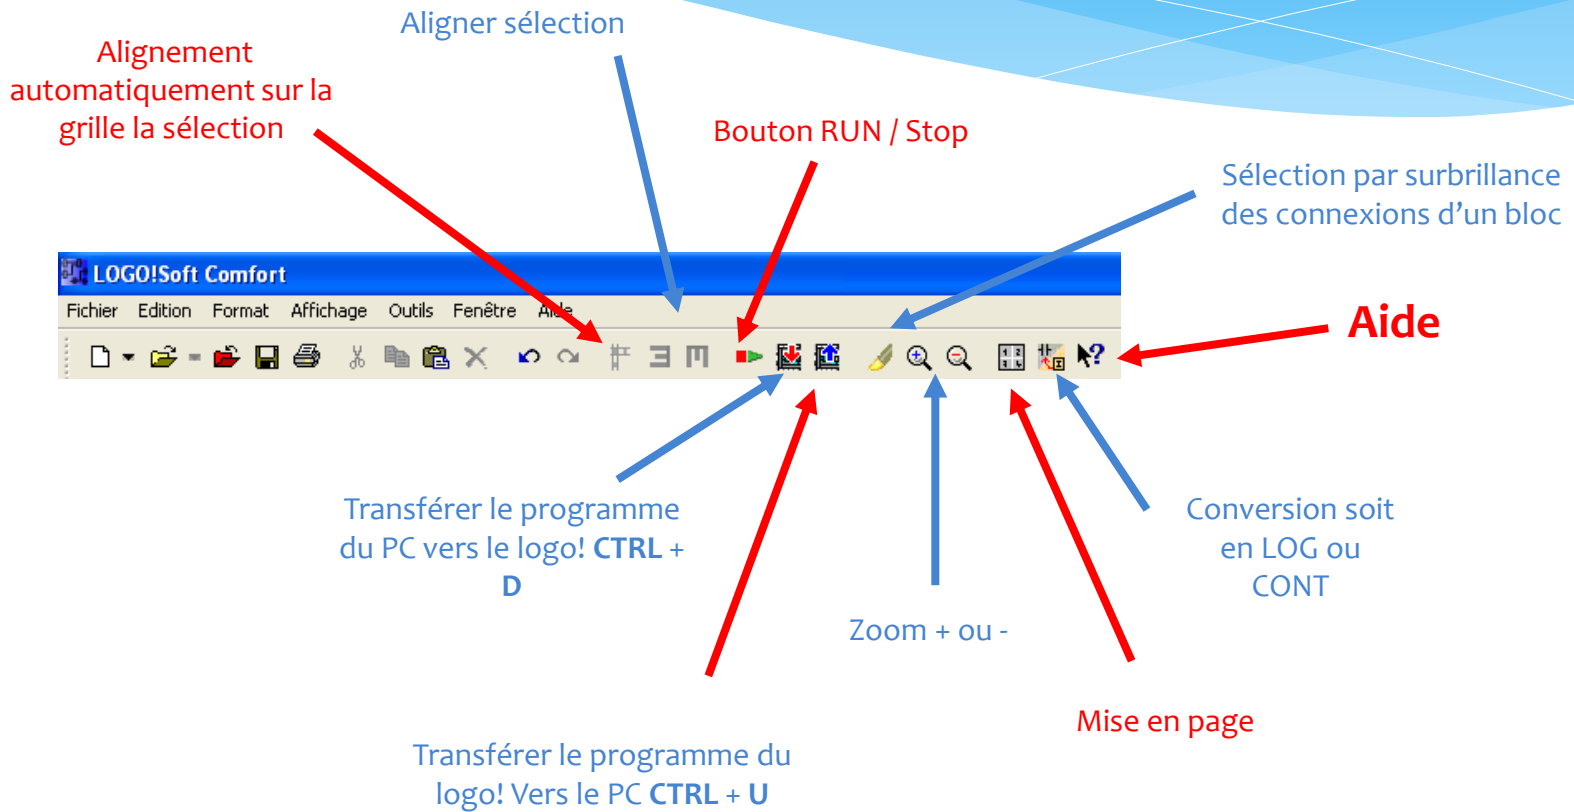 Aligner sélection
Alignement
automatiquement sur la
grille la sélection
Bouton RUN / Stop
Sélection par surbrillance
des connexions d’un bloc
LOGO!Soft Comfort
Fichier Edition Format Affichage Outils Fenêtre Aide
Aide
Transférer le programme
du PC vers le logo! CTRL +
D
Conversion soit
en LOG ou
CONT
Zoom + ou -
Mise en page
Transférer le programme du
logo! Vers le PC CTRL + U